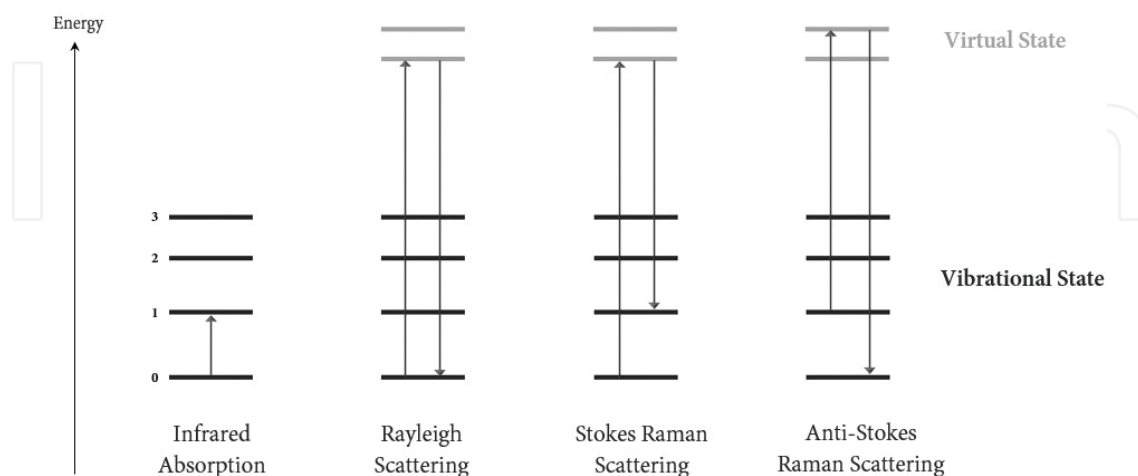 Energy
Virtual State
3
2
Vibrational State
1
0
Infrared
Absorption
Rayleigh
Scattering
Stokes Raman
Scattering
Anti-Stokes
Raman Scattering